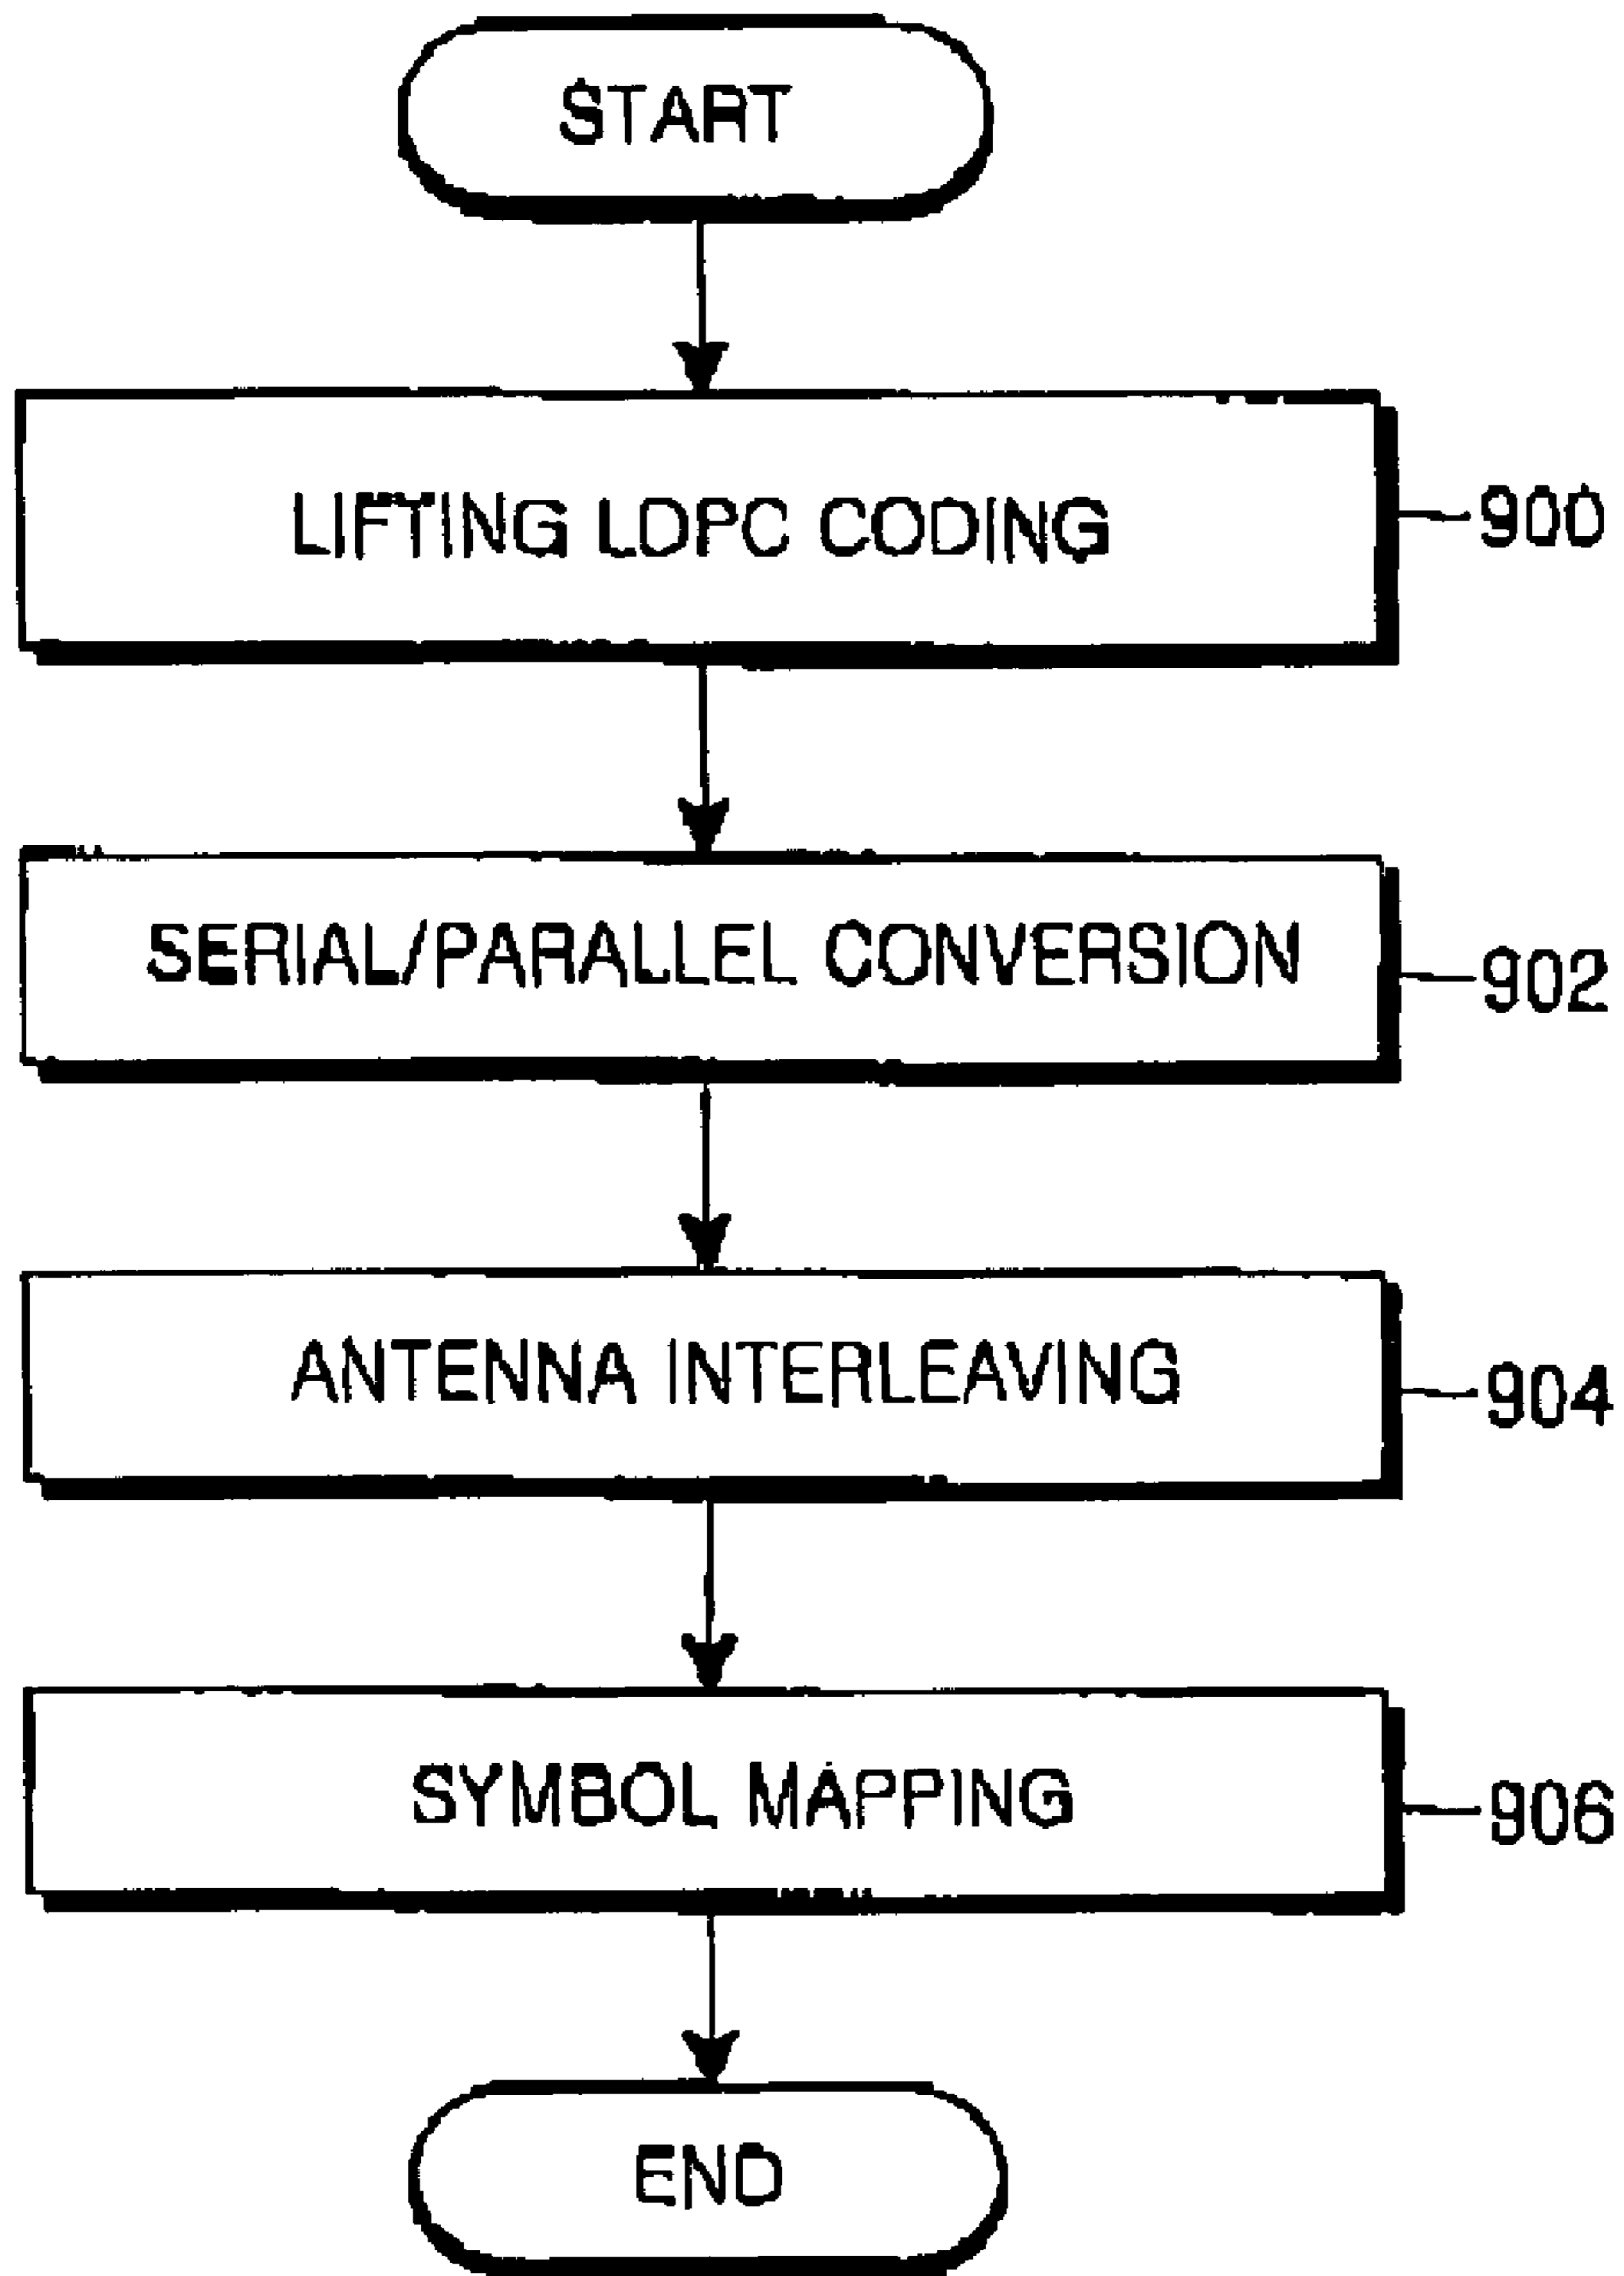 START
LIFTING LDPC CODING
900
SERIAL/PARALLEL CONVERSION
902
ANTENNA INTERLEAVING
904
SYMBOL MAPPING
906
END